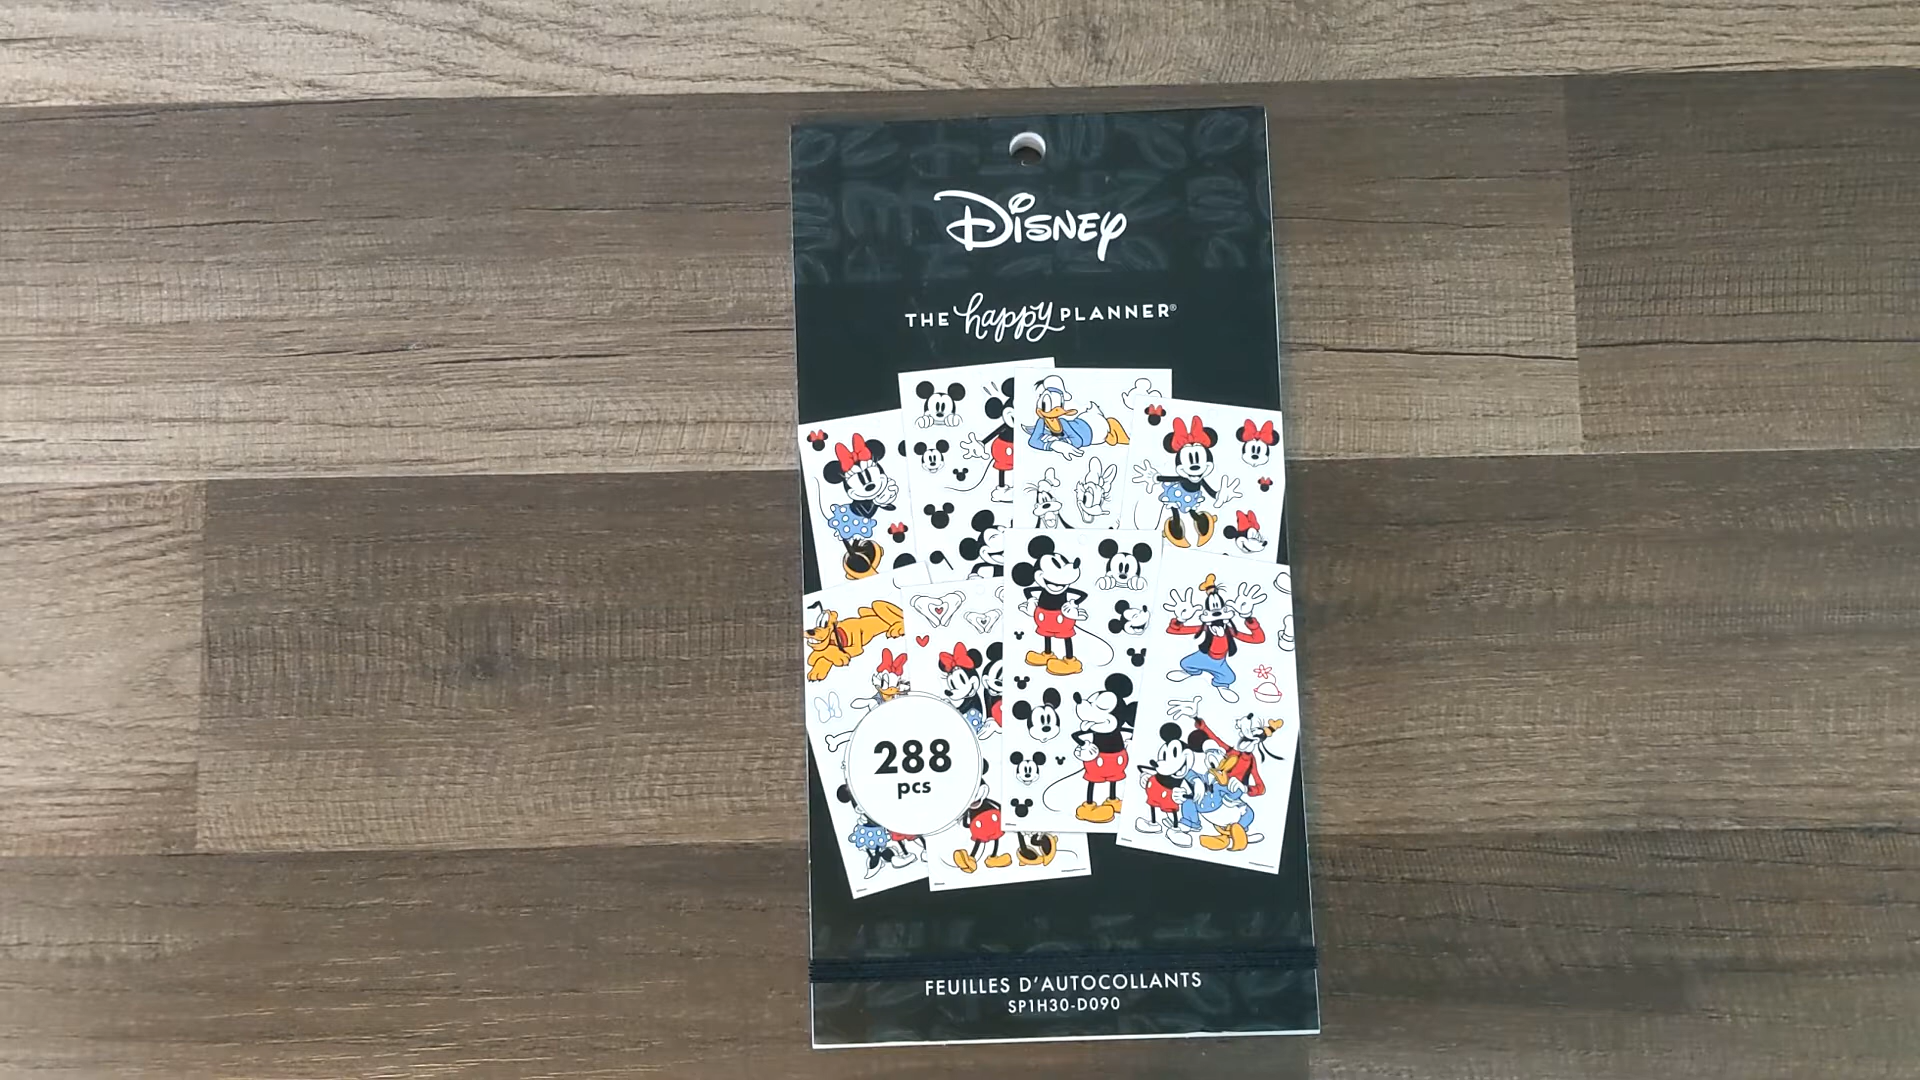 Disney
THE happy PLANNER®
288
pcs
FEUILLES D'AUTOCOLLANTS
SP1H30-D090